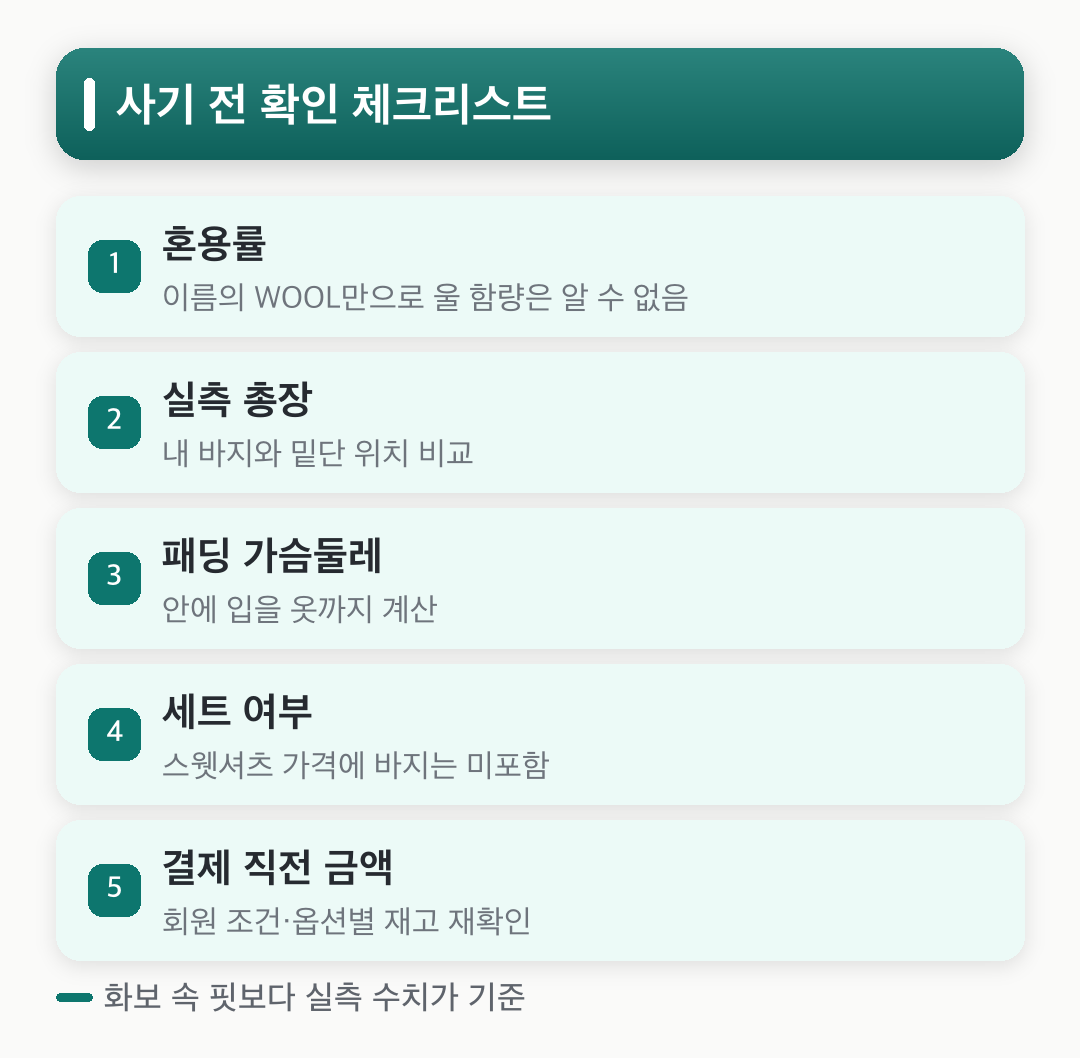 사기 전 확인 체크리스트
1
혼용률
이름의 WOOL만으로 울 함량은 알 수 없음
2
실측 총장
내 바지와 밑단 위치 비교
3
패딩 가슴둘레
안에 입을 옷까지 계산
4
세트 여부
스웻셔츠 가격에 바지는 미포함
5
결제 직전 금액
회원 조건·옵션별 재고 재확인
화보 속 핏보다 실측 수치가 기준